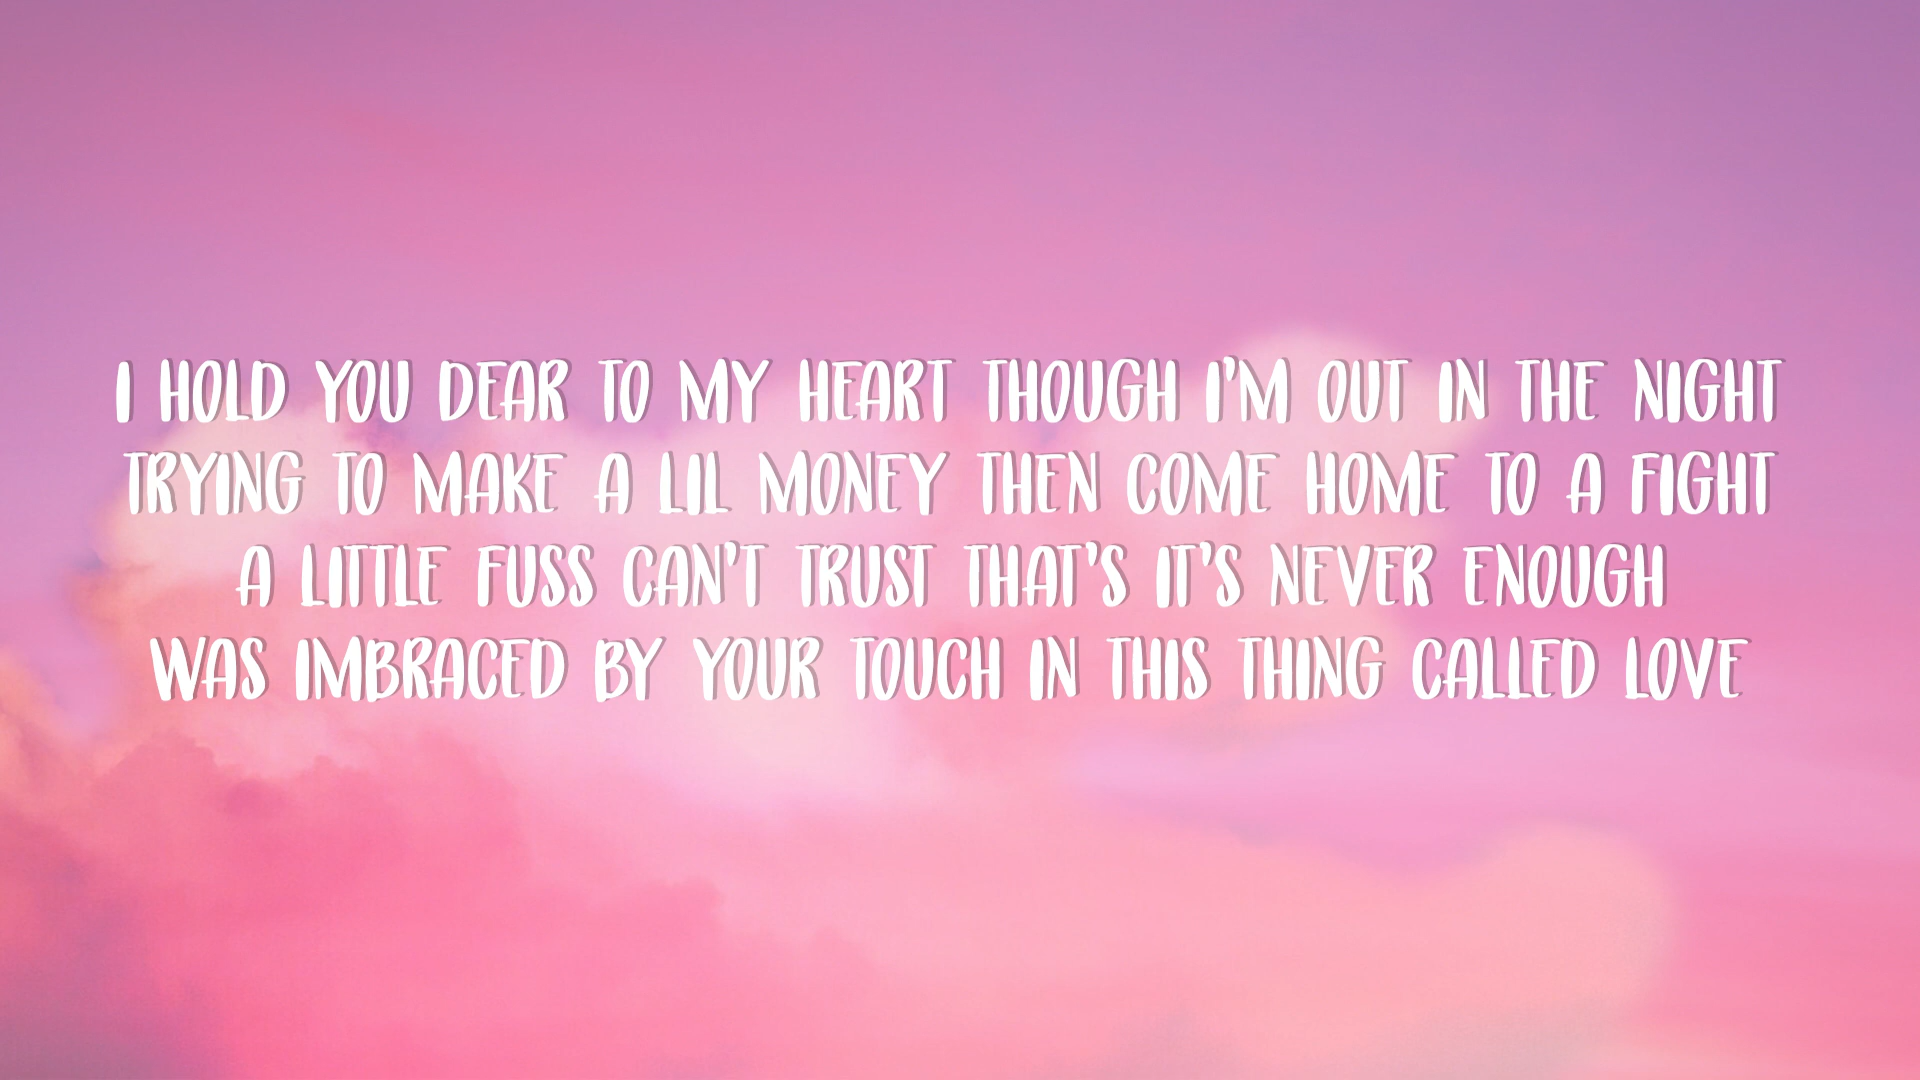 I HOLD YOU DEAR TO MY HEART THOUGH I'M OUT IN THE NIGHT
TRYING TO MAKE A LIL MONEY THEN COME HOME TO A FIGHT
A LITTLE FUSS CAN'T TRUST THAT'S IT'S NEVER ENOUGH
WAS IMBRACED BY YOUR TOUCH IN THIS THING CALLED LOVE